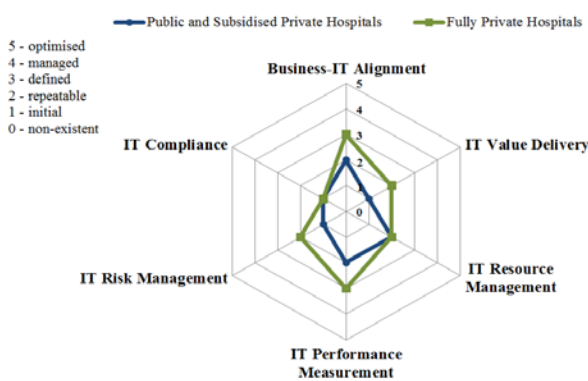 Public and Subsidised Private Hospitals
Fully Private Hospitals
5 - optimised
4 - managed
3 - defined
2 - repeatable
1 - initial
0 - non-existent
Business-IT Alignment
5
4
3
2
1
0
IT Compliance
IT Value Delivery
IT Risk Management
IT Resource
Management
IT Performance
Measurement